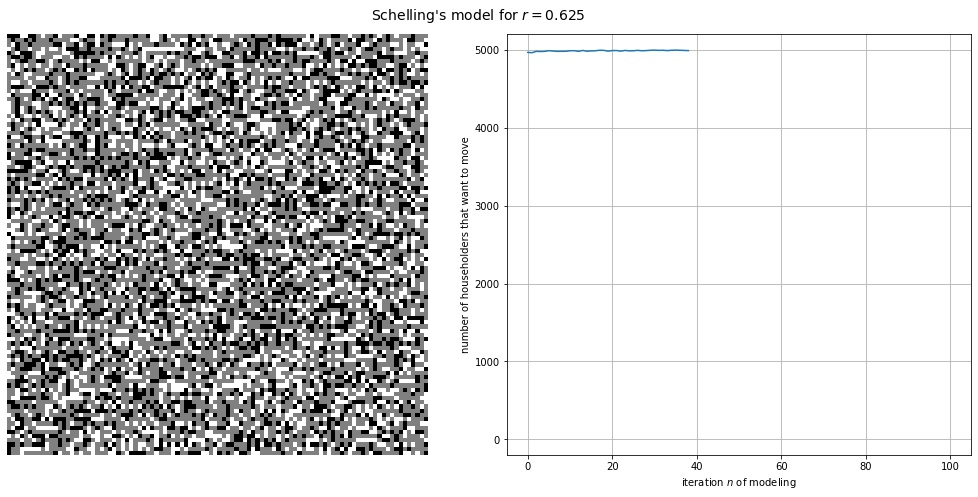 Schelling's model for r = 0.625
5000
4000
3000
2000
1000
0
number of householders that want to move
0 20 40 60 80 100
iteration n of modeling